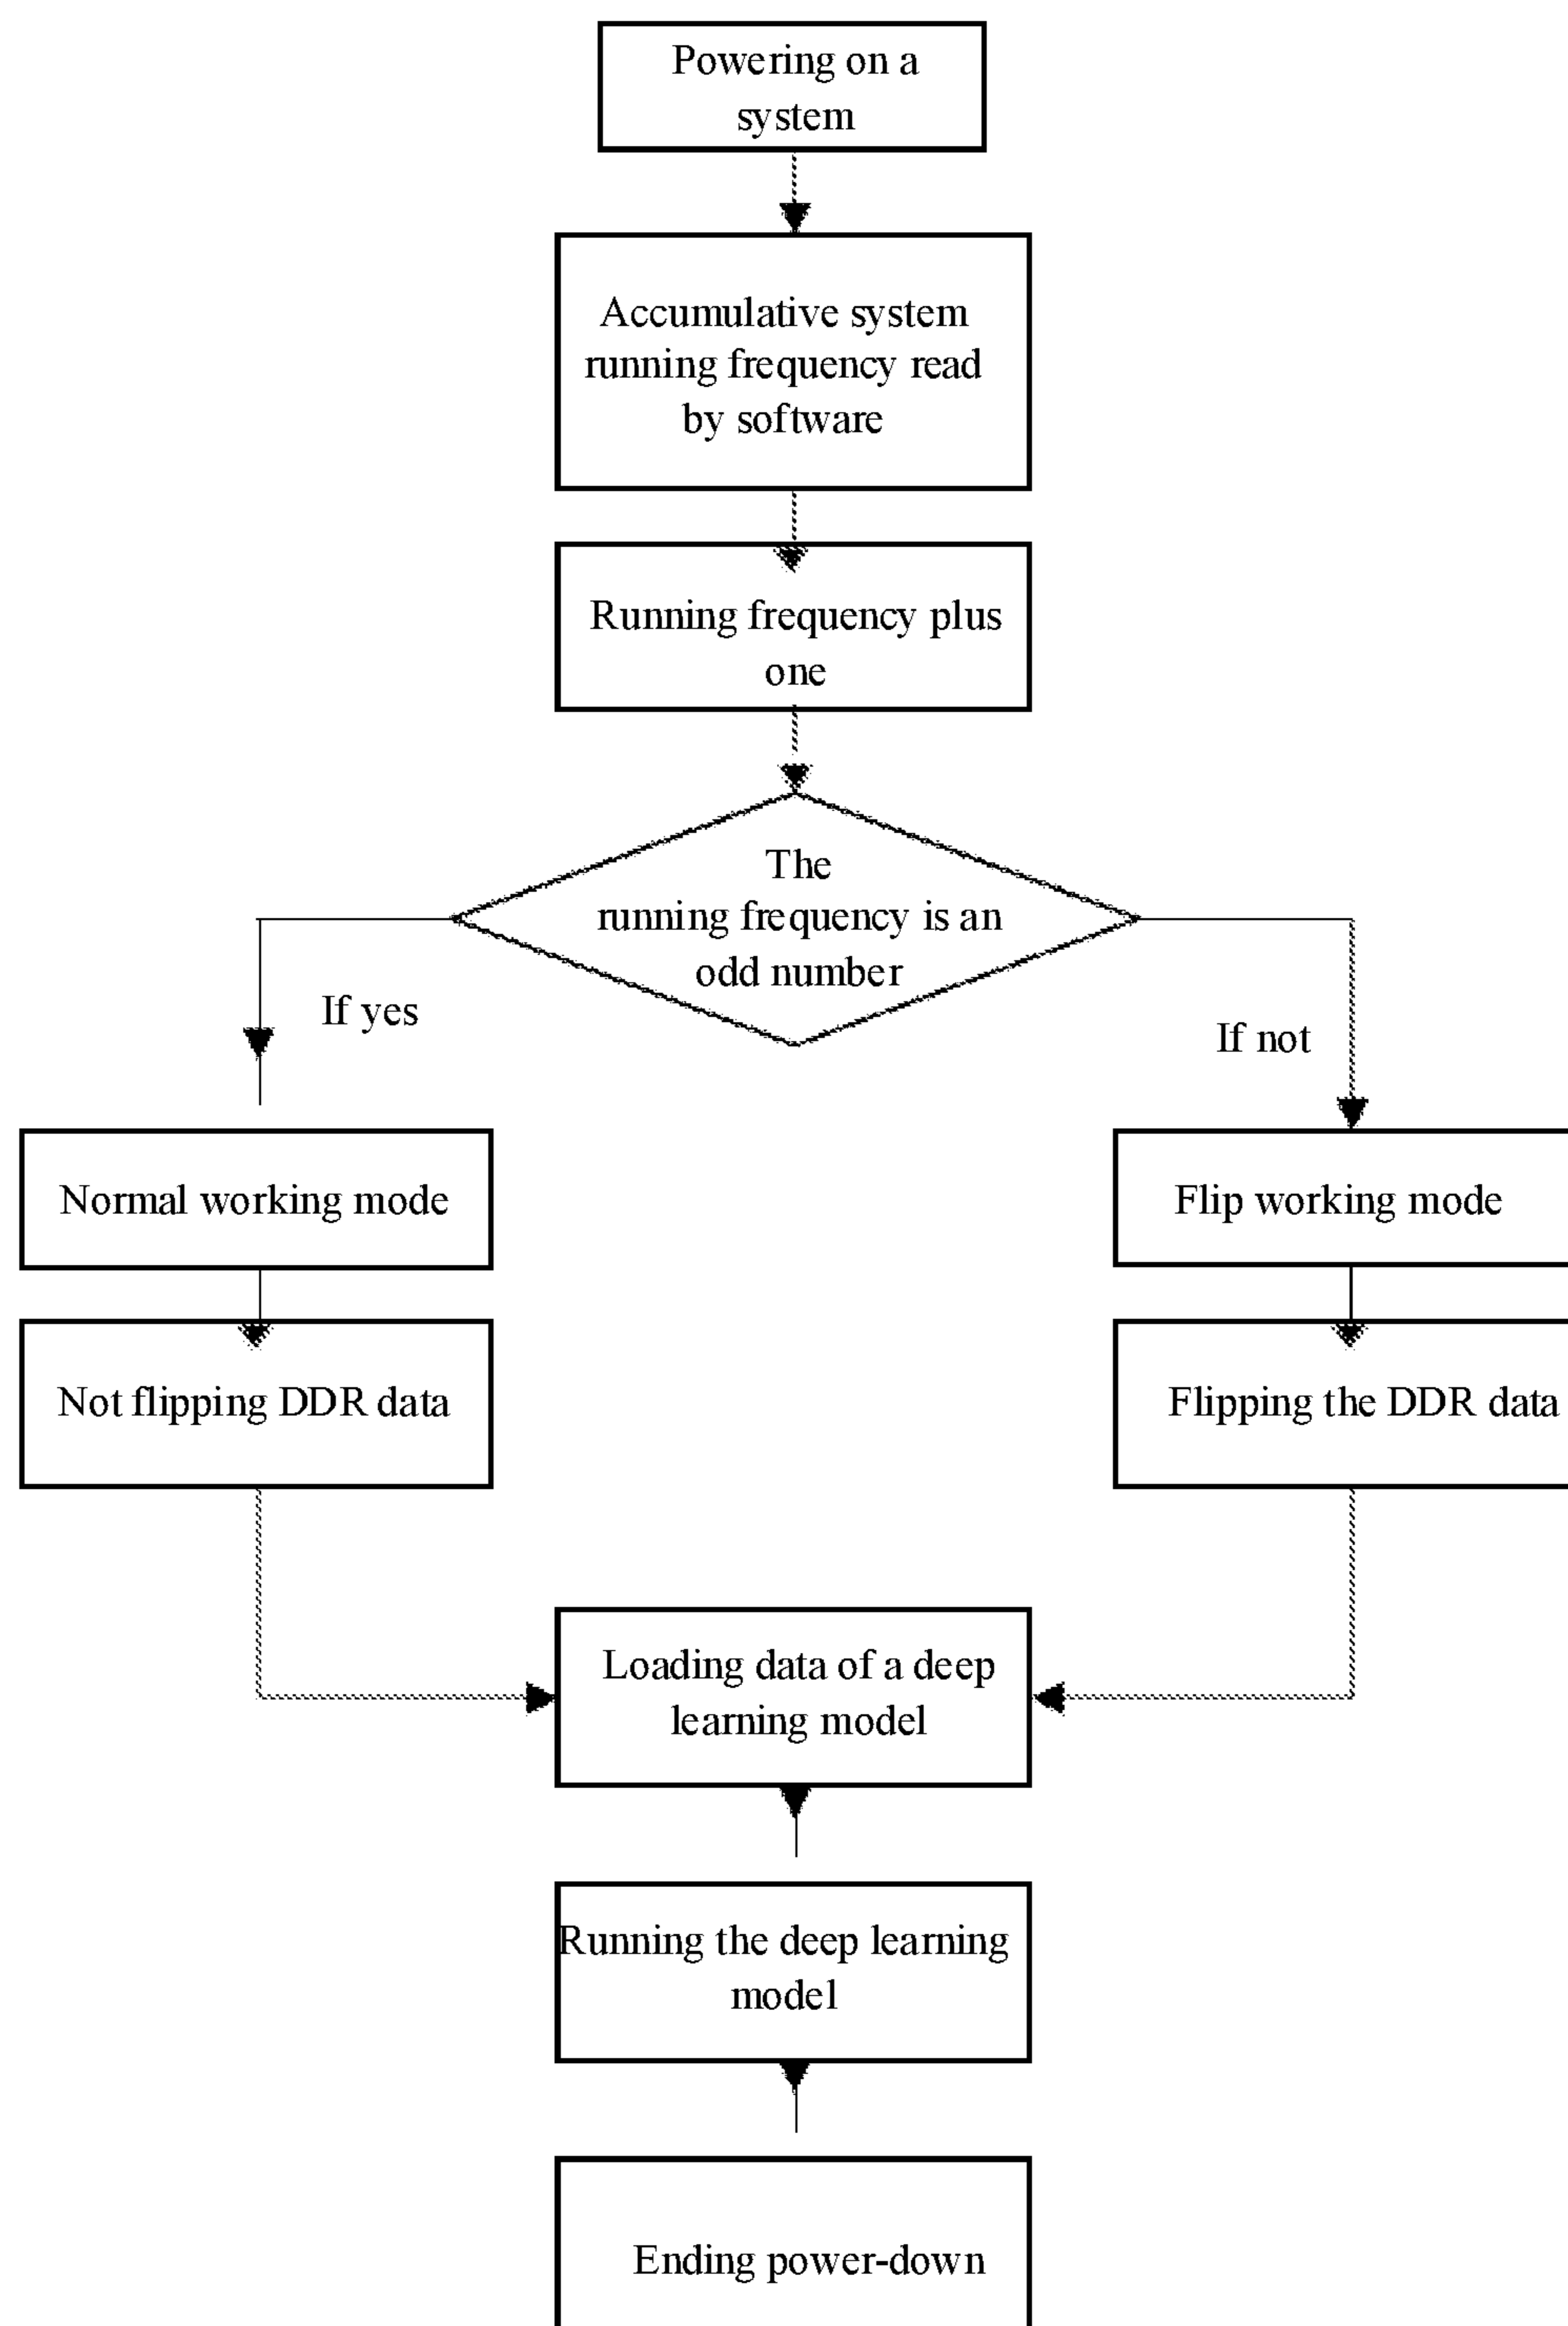 Powering on a
system
Accumulative system
running frequency read
by software
Running frequency plus
one
The
running frequency is an
odd number
If yes
If not
Normal working mode
Flip working mode
Not flipping DDR data
Flipping the DDR data
Loading data of a deep
learning model
Running the deep learning
model
Ending power-down